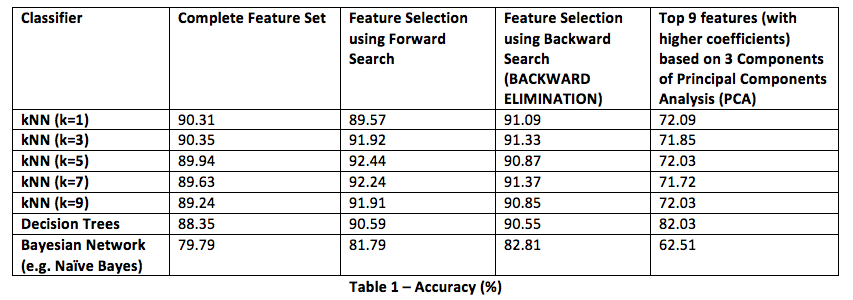 Classifier Complete Feature Set Feature Selection using Forward Search Feature Selection using Backward Search (BACKWARD ELIMINATION) Top 9 features (with higher coefficients) based on 3 Components of Principal Components Analysis (PCA)
kNN (k=1) 90.31 89.57 91.09 72.09
kNN (k=3) 90.35 91.92 91.33 71.85
kNN (k=5) 89.94 92.44 90.87 72.03
kNN (k=7) 89.63 92.24 91.37 71.72
kNN (k=9) 89.24 91.91 90.85 72.03
Decision Trees 88.35 90.59 90.55 82.03
Bayesian Network (e.g. Naïve Bayes) 79.79 81.79 82.81 62.51
Table 1 – Accuracy (%)